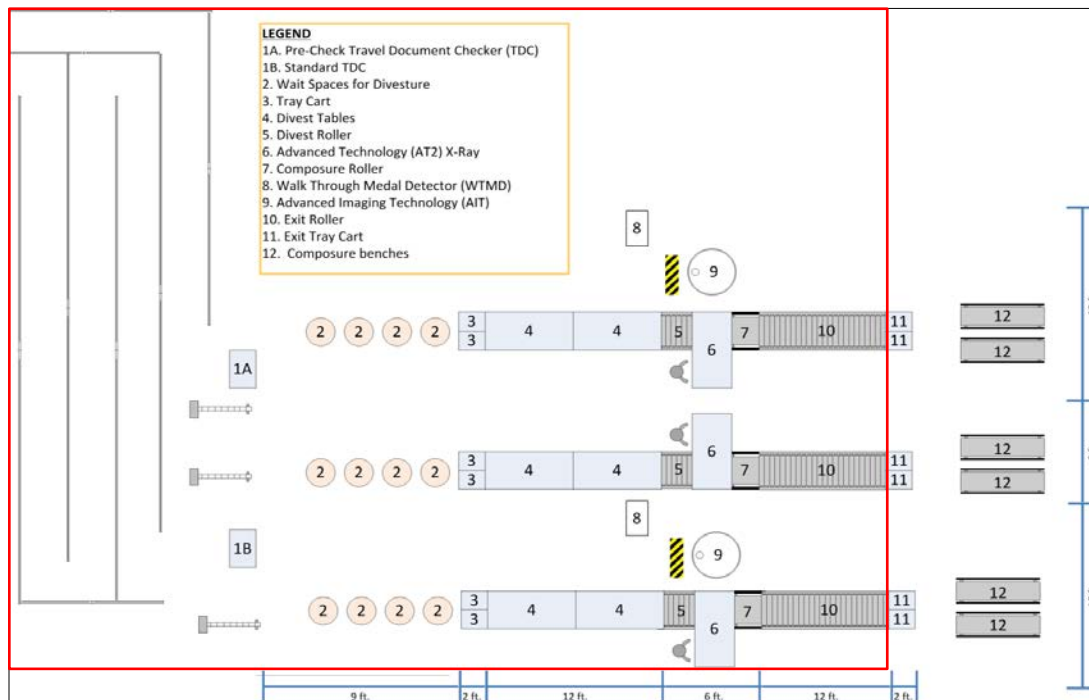 LEGEND
1A. Pre-Check Travel Document Checker (TDC)
1B. Standard TDC
2. Wait Spaces for Divesture
3. Tray Cart
4. Divest Tables
5. Divest Roller
6. Advanced Technology (AT2) X-Ray
7. Composure Roller
8. Walk Through Medal Detector (WTMD)
9. Advanced Imaging Technology (AIT)
10. Exit Roller
11. Exit Tray Cart
12. Composure benches
8
9
12
2 2 2 2 3 4 4 5 7 10 11
3 6 11
12
1A
12
2 2 2 2 3 4 4 5 6 7 10 11
3 11
12
8
1B
9
12
2 2 2 2 3 4 4 5 7 10 11
3 6 11
12
9 ft. 2 ft. 12 ft. 6 ft. 12 ft. 2 ft.